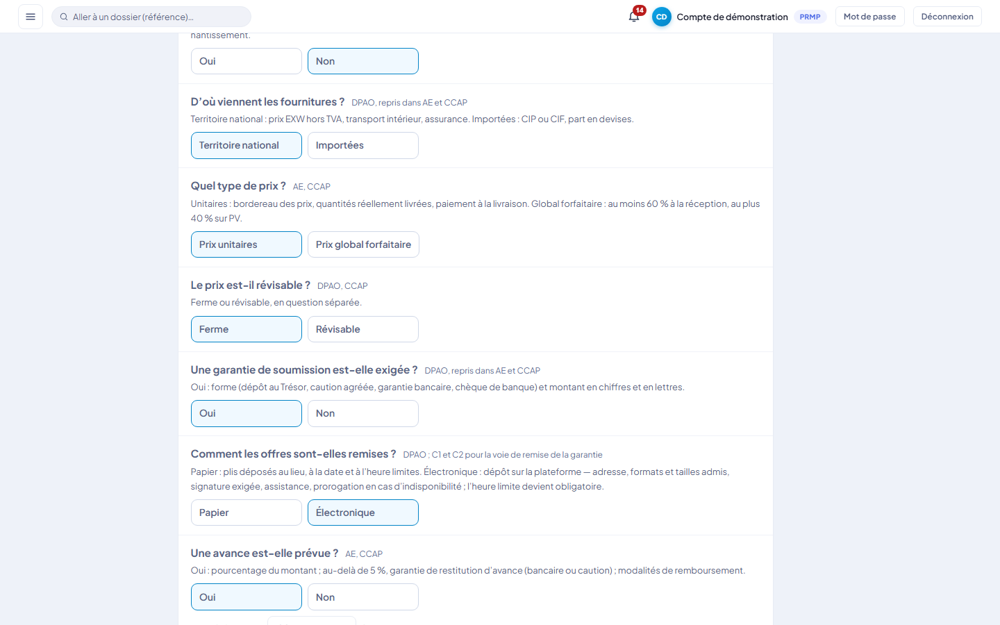 Aller à un dossier (référence)...
14
CD
Compte de démonstration
PRMP
Mot de passe
Déconnexion
nantissement.
Oui
Non
D’où viennent les fournitures ? DPAO, repris dans AE et CCAP
Territoire national : prix EXW hors TVA, transport intérieur, assurance. Importées : CIP ou CIF, part en devises.
Territoire national
Importées
Quel type de prix ? AE, CCAP
Unitaires : bordereau des prix, quantités réellement livrées, paiement à la livraison. Global forfaitaire : au moins 60 % à la réception, au plus
40 % sur PV.
Prix unitaires
Prix global forfaitaire
Le prix est-il révisable ? DPAO, CCAP
Ferme ou révisable, en question séparée.
Ferme
Révisable
Une garantie de soumission est-elle exigée ? DPAO, repris dans AE et CCAP
Oui : forme (dépôt au Trésor, caution agréée, garantie bancaire, chèque de banque) et montant en chiffres et en lettres.
Oui
Non
Comment les offres sont-elles remises ? DPAO ; C1 et C2 pour la voie de remise de la garantie
Papier : plis déposés au lieu, à la date et à l’heure limites. Électronique : dépôt sur la plateforme — adresse, formats et tailles admis,
signature exigée, assistance, prorogation en cas d’indisponibilité ; l’heure limite devient obligatoire.
Papier
Électronique
Une avance est-elle prévue ? AE, CCAP
Oui : pourcentage du montant ; au-delà de 5 %, garantie de restitution d’avance (bancaire ou caution) ; modalités de remboursement.
Oui
Non